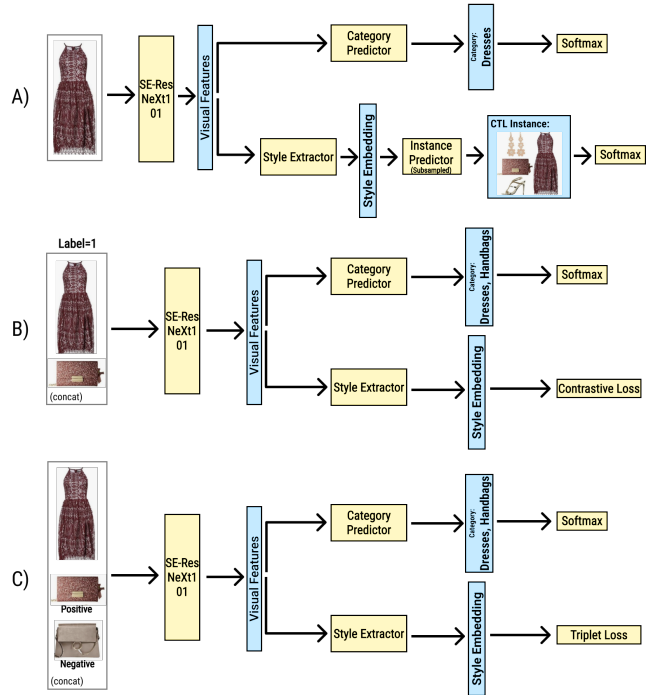 A)
SE-Res
NeXt1
01
Visual Features
Category
Predictor
Category:
Dresses
Softmax
Style Extractor
Style Embedding
Instance
Predictor
(Subsampled)
CTL Instance:
Softmax
B)
Label=1
(concat)
SE-Res
NeXt1
01
Visual Features
Category
Predictor
Category:
Dresses, Handbags
Softmax
Style Extractor
Style Embedding
Contrastive Loss
C)
Positive
Negative
(concat)
SE-Res
NeXt1
01
Visual Features
Category
Predictor
Category:
Dresses, Handbags
Softmax
Style Extractor
Style Embedding
Triplet Loss